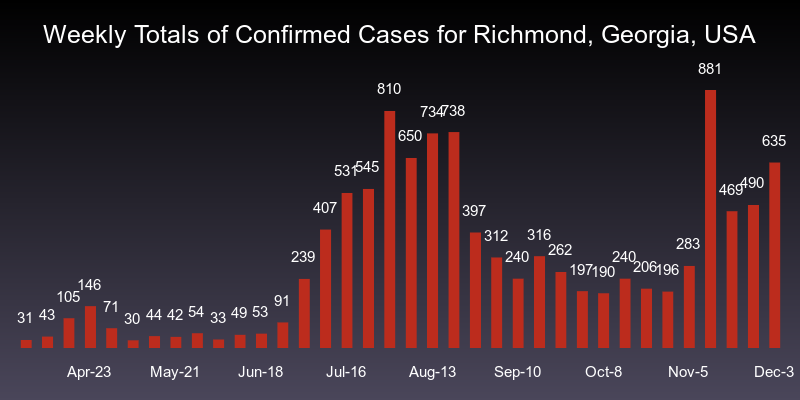 Weekly Totals of Confirmed Cases for Richmond, Georgia, USA
31 43 105 146 71 30 44 42 54 33 49 53 91 239 407 531 545 810 650 734 738 397 312 240 316 262 197 190 240 206 196 283 881 469 490 635
Apr-23 May-21 Jun-18 Jul-16 Aug-13 Sep-10 Oct-8 Nov-5 Dec-3